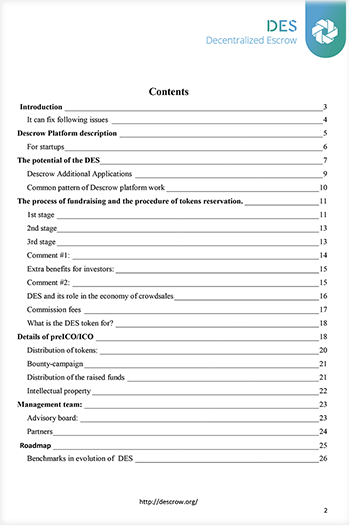 DES
Decentralized Escrow
Contents
Introduction 3
It can fix following issues 4
Descrow Platform description 5
For startups 6
The potential of the DES 7
Descrow Additional Applications 9
Common pattern of Descrow platform work 10
The process of fundraising and the procedure of tokens reservation. 11
1st stage 11
2nd stage 13
3rd stage 13
Comment #1: 14
Extra benefits for investors: 15
Comment #2: 15
DES and its role in the economy of crowdsales 16
Commission fees 17
What is the DES token for? 18
Details of preICO/ICO 18
Distribution of tokens: 20
Bounty-campaign 21
Distribution of the raised funds 21
Intellectual property 22
Management team: 23
Advisory board: 23
Partners 24
Roadmap 25
Benchmarks in evolution of DES 26
http://descrow.org/
2